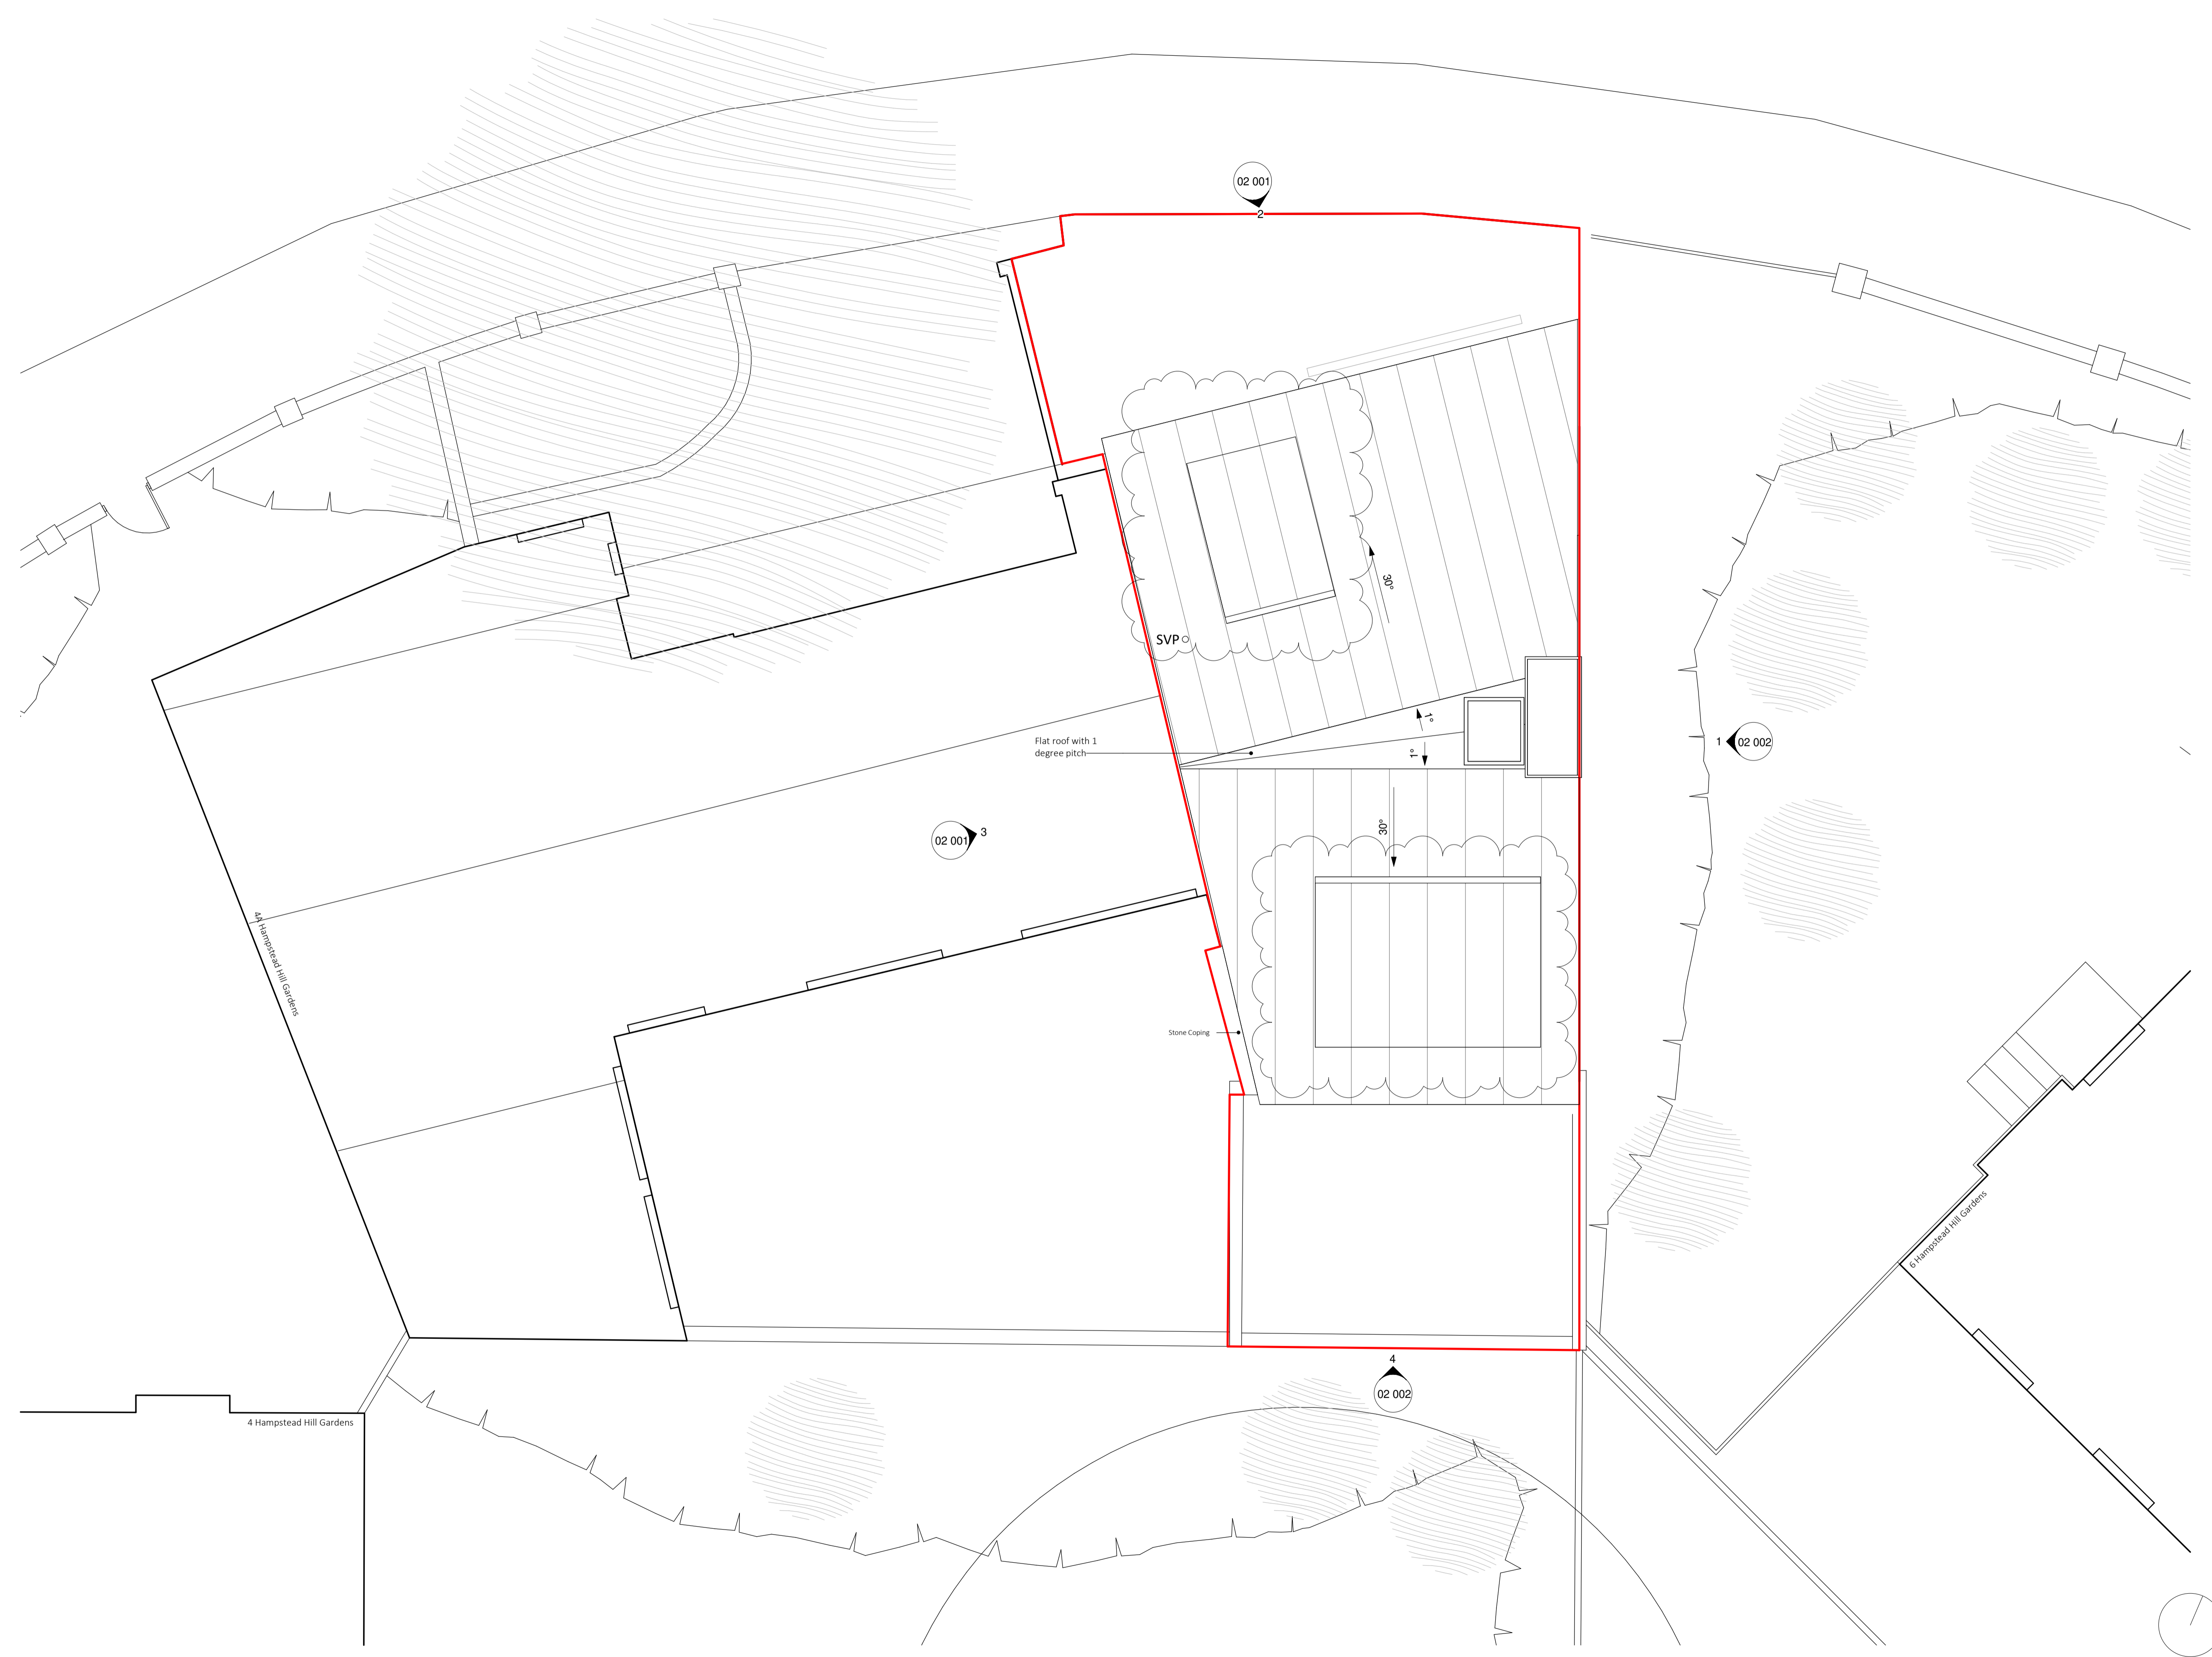 02 001
2
30°
SVP
1°
Flat roof with 1
degree pitch
1°
1
02 002
30°
02 001
3
4A Hampstead Hill Gardens
Stone Coping
6 Hampstead Hill Gardens
4
02 002
4 Hampstead Hill Gardens